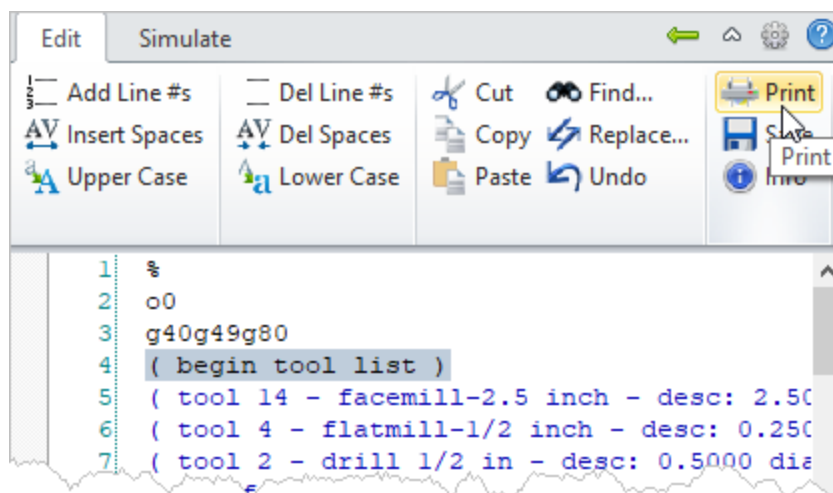 Edit Simulate
Add Line #s Del Line #s Cut Find... Print
Insert Spaces Del Spaces Copy Replace...
Upper Case Lower Case Paste Undo Info
Print
1 %
2 o0
3 g40g49g80
4 ( begin tool list )
5 ( tool 14 - facemill-2.5 inch - desc: 2.50
6 ( tool 4 - flatmill-1/2 inch - desc: 0.250
7 ( tool 2 - drill 1/2 in - desc: 0.5000 dia